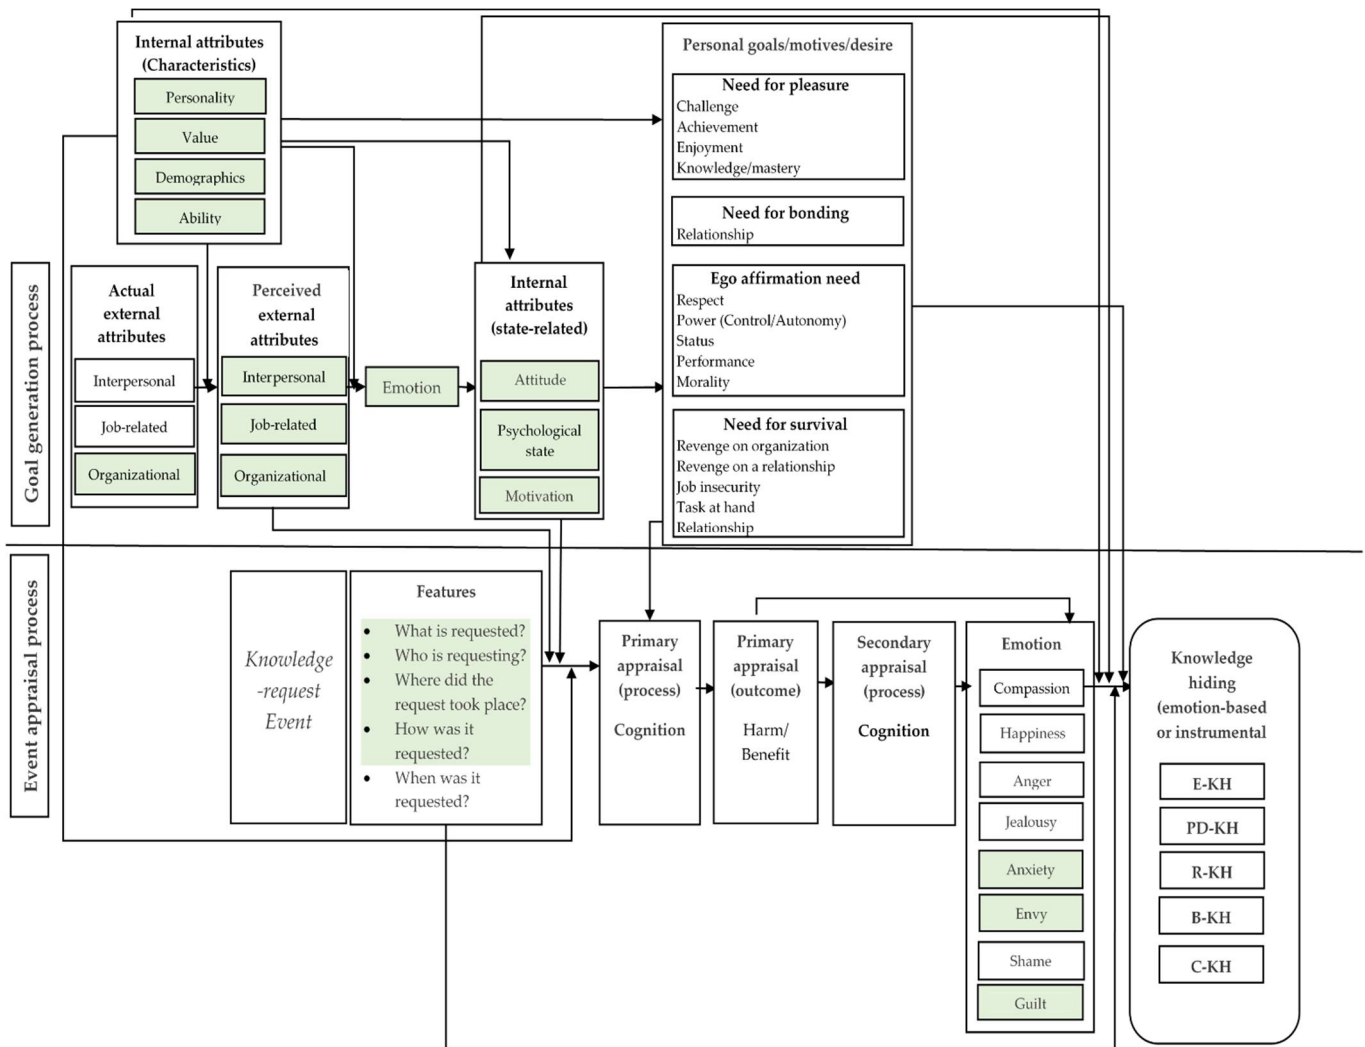 Internal attributes
(Characteristics)
Personality
Value
Demographics
Ability
Personal goals/motives/desire
Need for pleasure
Challenge
Achievement
Enjoyment
Knowledge/mastery
Need for bonding
Relationship
Ego affirmation need
Respect
Power (Control/Autonomy)
Status
Performance
Morality
Need for survival
Revenge on organization
Revenge on a relationship
Job insecurity
Task at hand
Relationship
Goal generation process
Actual
external
attributes
Interpersonal
Job-related
Organizational
Perceived
external
attributes
Interpersonal
Job-related
Organizational
Emotion
Internal
attributes
(state-related)
Attitude
Psychological
state
Motivation
Event appraisal process
Knowledge
-request
Event
Features
• What is requested?
• Who is requesting?
• Where did the
request took place?
• How was it
requested?
• When was it
requested?
Primary
appraisal
(process)
Cognition
Primary
appraisal
(outcome)
Harm/
Benefit
Secondary
appraisal
(process)
Cognition
Emotion
Compassion
Happiness
Anger
Jealousy
Anxiety
Envy
Shame
Guilt
Knowledge
hiding
(emotion-based
or instrumental
E-KH
PD-KH
R-KH
B-KH
C-KH